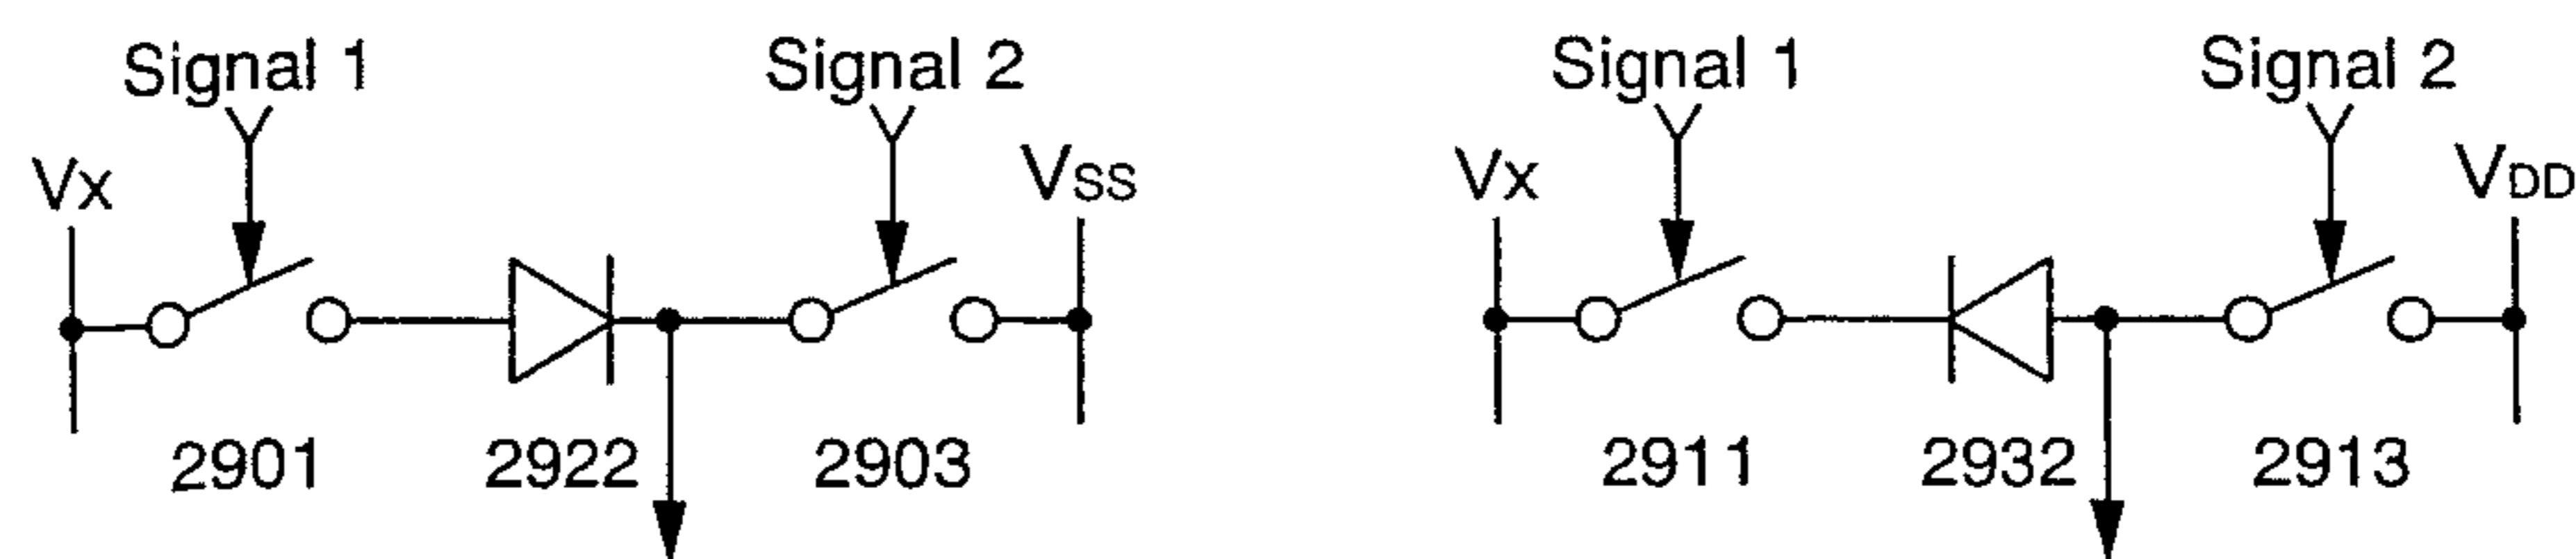 Signal 1 Signal 2 Signal 1 Signal 2
Vx VSS Vx VDD
2901 2922 2903 2911 2932 2913